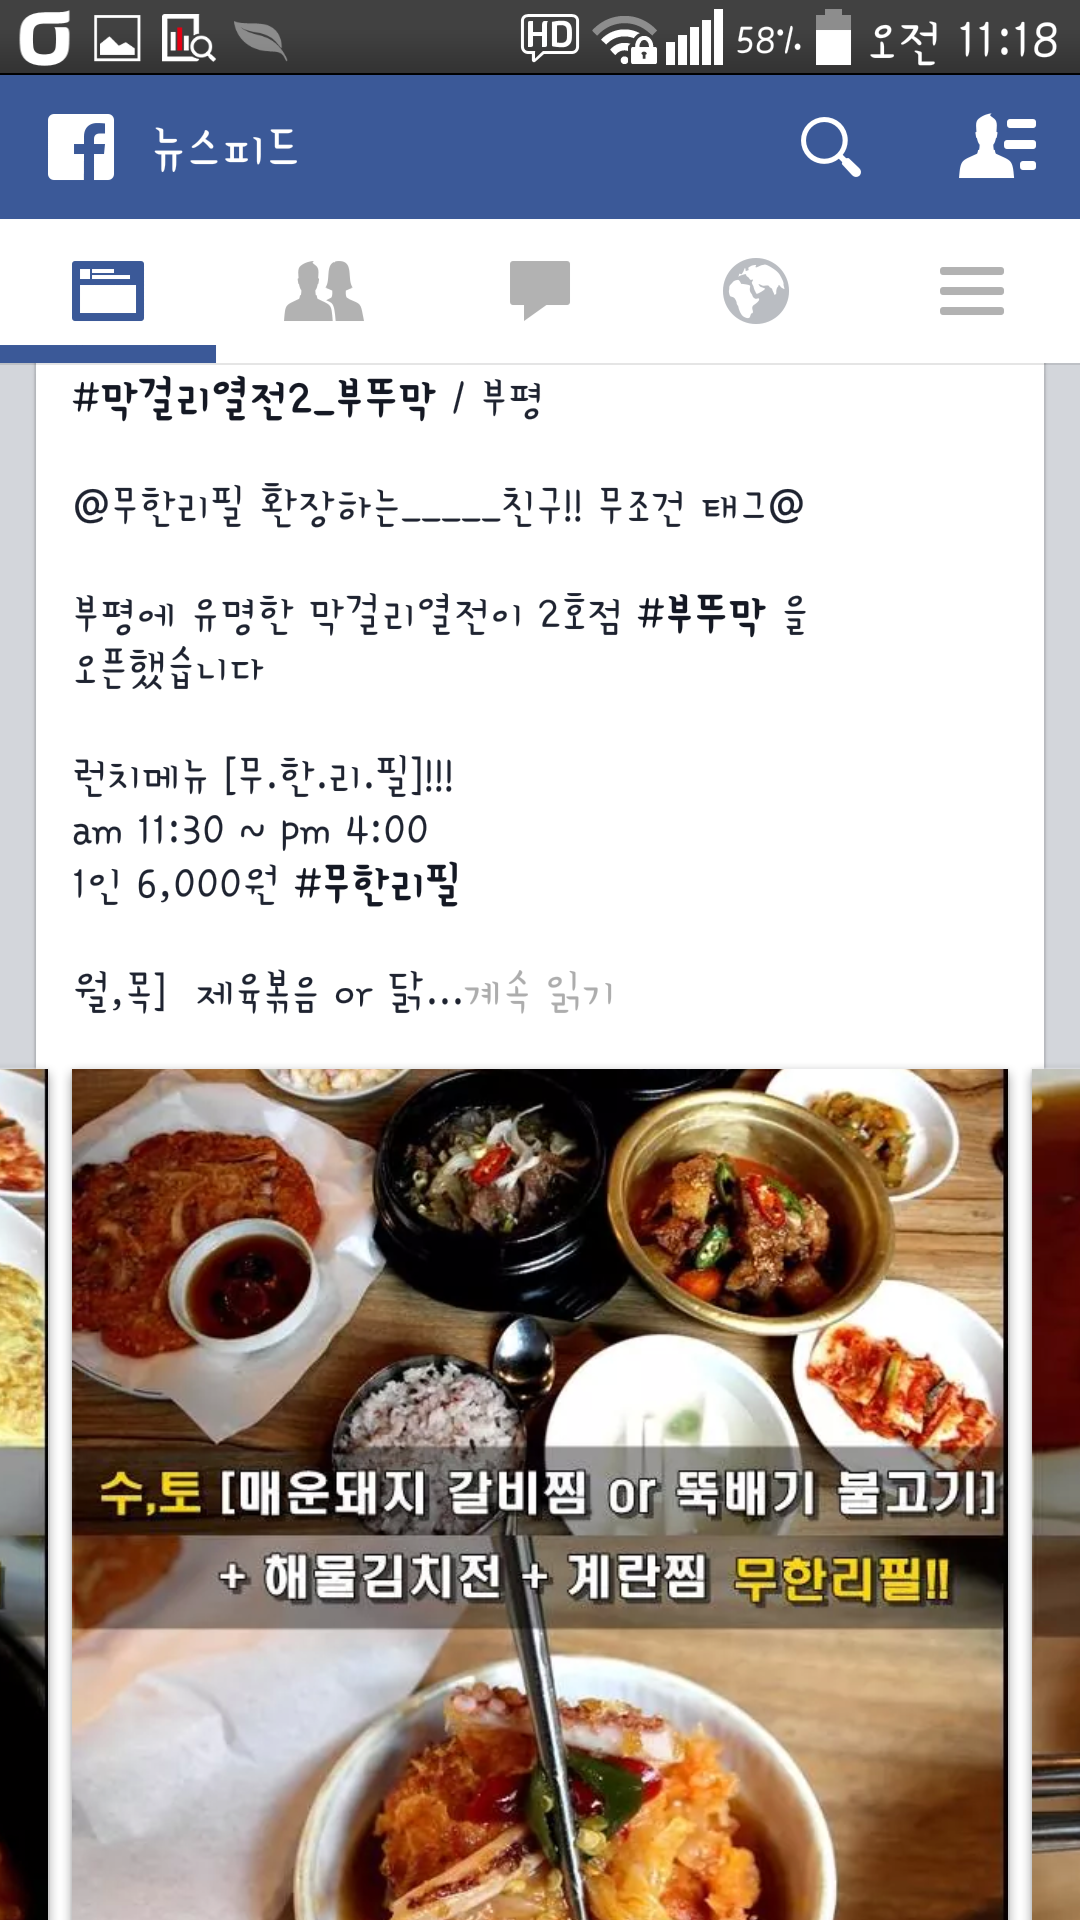 HD 58% 오전 11:18
f 뉴스피드
#막걸리열전2_부뚜막 / 부평
@무한리필 환장하는_____친구!! 무조건 태그@
부평에 유명한 막걸리열전이 2호점 #부뚜막 을
오픈했습니다
런치메뉴 [무.한.리.필]!!!
am 11:30 ~ pm 4:00
1인 6,000원 #무한리필
월,목]  제육볶음 or 닭...계속 읽기
수,토 [매운돼지 갈비찜 or 뚝배기 불고기]
+ 해물김치전 + 계란찜 무한리필!!